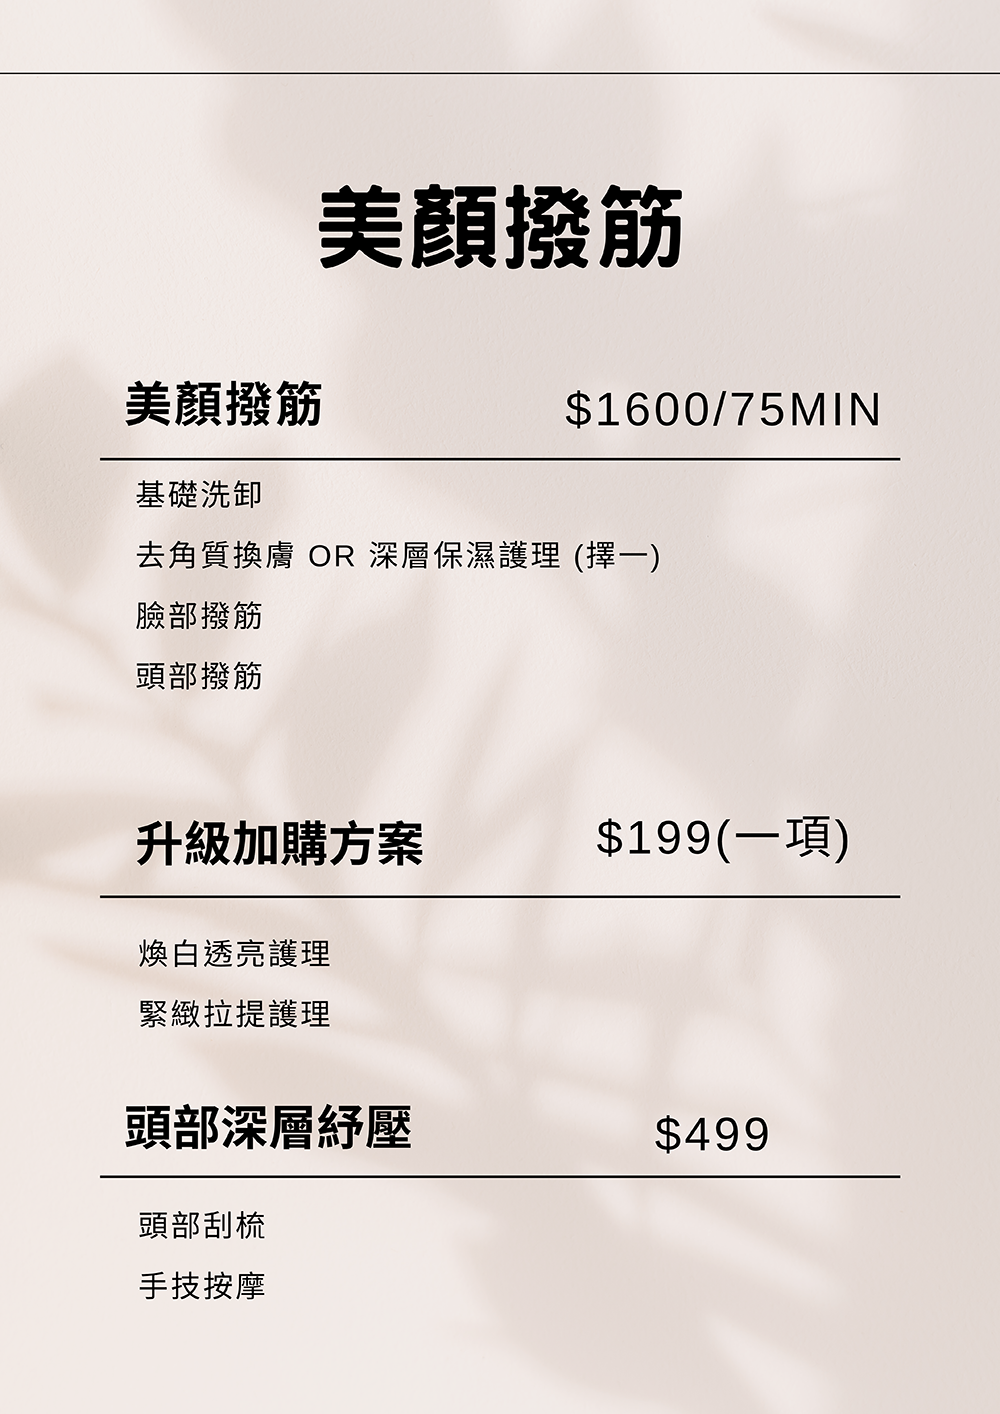 美顏撥筋
美顏撥筋 $1600/75MIN
基礎洗卸
去角質換膚 OR 深層保濕護理 (擇一)
臉部撥筋
頭部撥筋
升級加購方案 $199(一項)
煥白透亮護理
緊緻拉提護理
頭部深層紓壓 $499
頭部刮梳
手技按摩